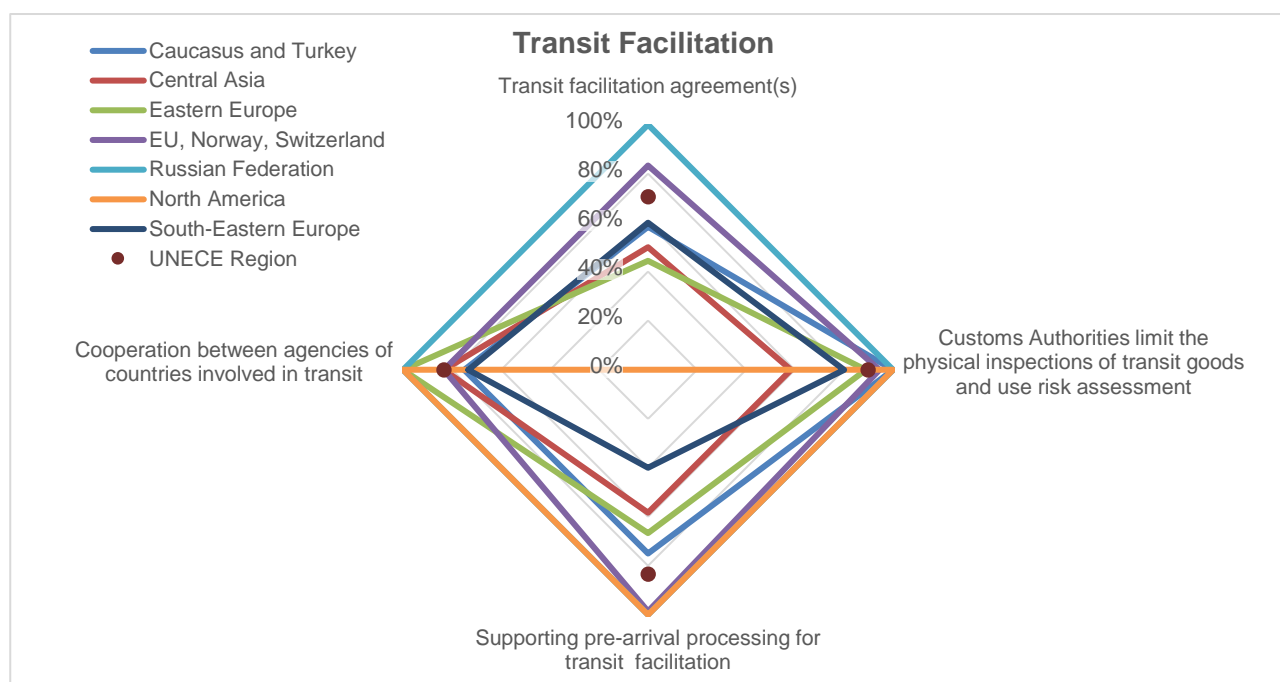 Transit Facilitation
Caucasus and Turkey
Central Asia
Eastern Europe
EU, Norway, Switzerland
Russian Federation
North America
South-Eastern Europe
UNECE Region
Transit facilitation agreement(s)
100%
80%
60%
40%
20%
0%
Customs Authorities limit the
physical inspections of transit goods
and use risk assessment
Cooperation between agencies of
countries involved in transit
Supporting pre-arrival processing for
transit facilitation